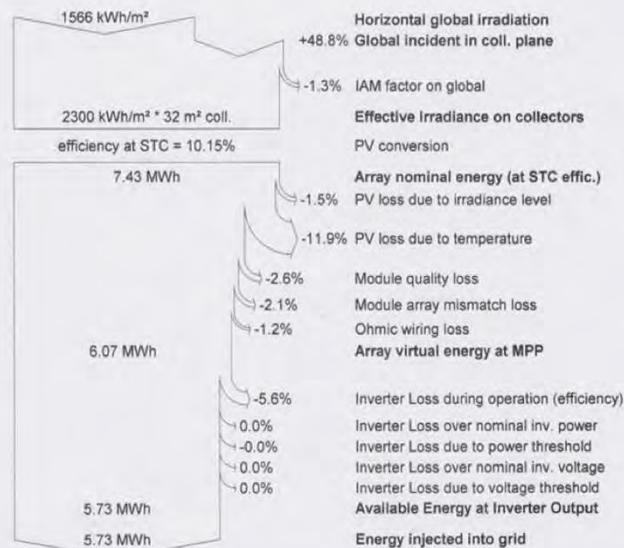 1566 kWh/m² Horizontal global irradiation
+48.8% Global incident in coll. plane
-1.3% IAM factor on global
2300 kWh/m² * 32 m² coll. Effective irradiance on collectors
efficiency at STC = 10.15% PV conversion
7.43 MWh Array nominal energy (at STC effic.)
-1.5% PV loss due to irradiance level
-11.9% PV loss due to temperature
-2.6% Module quality loss
-2.1% Module array mismatch loss
-1.2% Ohmic wiring loss
6.07 MWh Array virtual energy at MPP
-5.6% Inverter Loss during operation (efficiency)
0.0% Inverter Loss over nominal inv. power
-0.0% Inverter Loss due to power threshold
0.0% Inverter Loss over nominal inv. voltage
0.0% Inverter Loss due to voltage threshold
5.73 MWh Available Energy at Inverter Output
5.73 MWh Energy injected into grid